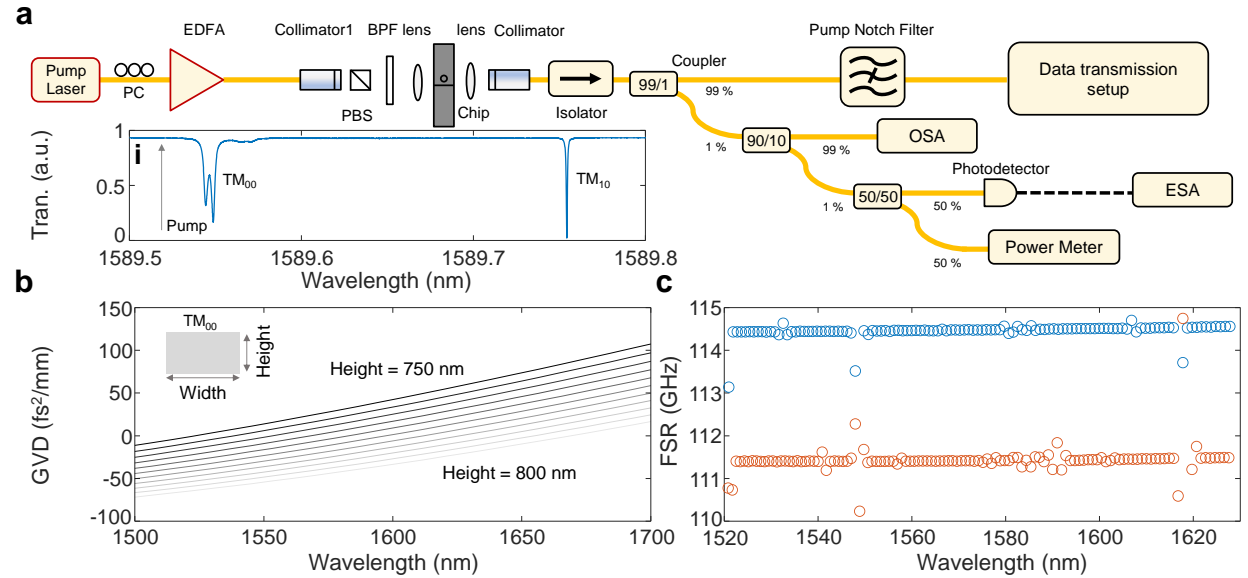 a
EDFA
Collimator1
BPF lens
lens
Collimator
Pump Notch Filter
Pump
Laser
PC
PBS
Chip
Isolator
99/1
Coupler
99 %
Data transmission
setup
1 %
90/10
99 %
OSA
Photodetector
1 %
50/50
50 %
ESA
50 %
Power Meter
i
Tran. (a.u.)
1
0.5
0
Pump
TM00
TM10
1589.5
1589.6
1589.7
1589.8
Wavelength (nm)
b
GVD (fs2/mm)
150
100
50
0
-50
-100
TM00
Height
Width
Height = 750 nm
Height = 800 nm
1500
1550
1600
1650
1700
Wavelength (nm)
c
FSR (GHz)
115
114
113
112
111
110
1520
1540
1560
1580
1600
1620
Wavelength (nm)